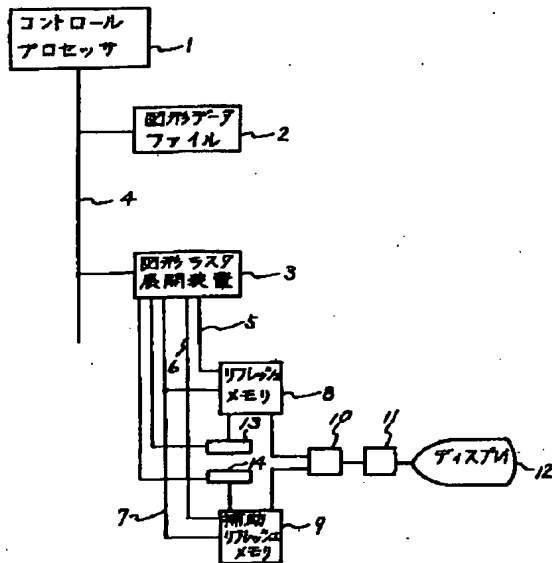 コントロール
プロセッサ
1
図形データ
ファイル
2
4
図形ラスタ
展開装置
3
5
6
リフレッシュ
メモリ
8
13
10
11
ディスプレイ
12
14
7
補助
リフレッシュ
メモリ
9